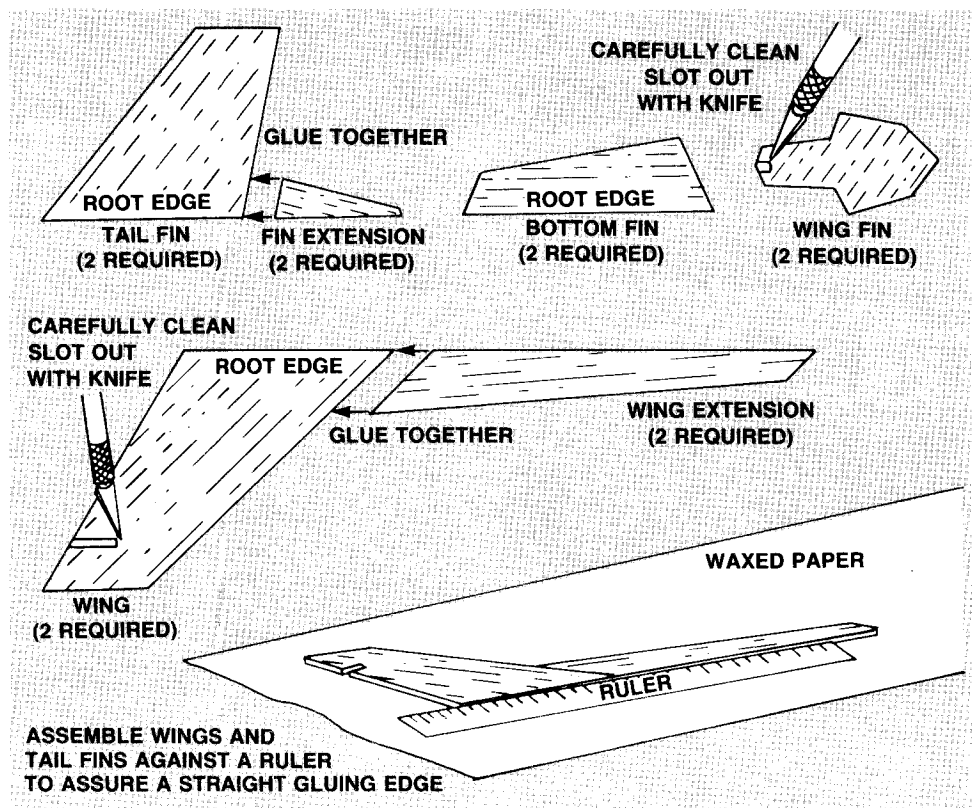 CAREFULLY CLEAN
SLOT OUT
WITH KNIFE
GLUE TOGETHER
ROOT EDGE
TAIL FIN
(2 REQUIRED)
FIN EXTENSION
(2 REQUIRED)
ROOT EDGE
BOTTOM FIN
(2 REQUIRED)
WING FIN
(2 REQUIRED)
CAREFULLY CLEAN
SLOT OUT
WITH KNIFE
ROOT EDGE
GLUE TOGETHER
WING EXTENSION
(2 REQUIRED)
WING
(2 REQUIRED)
WAXED PAPER
RULER
ASSEMBLE WINGS AND
TAIL FINS AGAINST A RULER
TO ASSURE A STRAIGHT GLUING EDGE